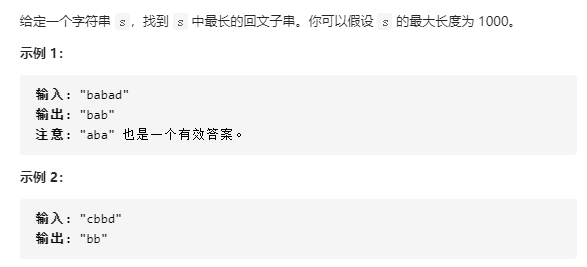 给定一个字符串 s，找到 s 中最长的回文子串。你可以假设 s 的最大长度为 1000。
示例 1：
输入: "babad"
输出: "bab"
注意: "aba" 也是一个有效答案。
示例 2：
输入: "cbbd"
输出: "bb"